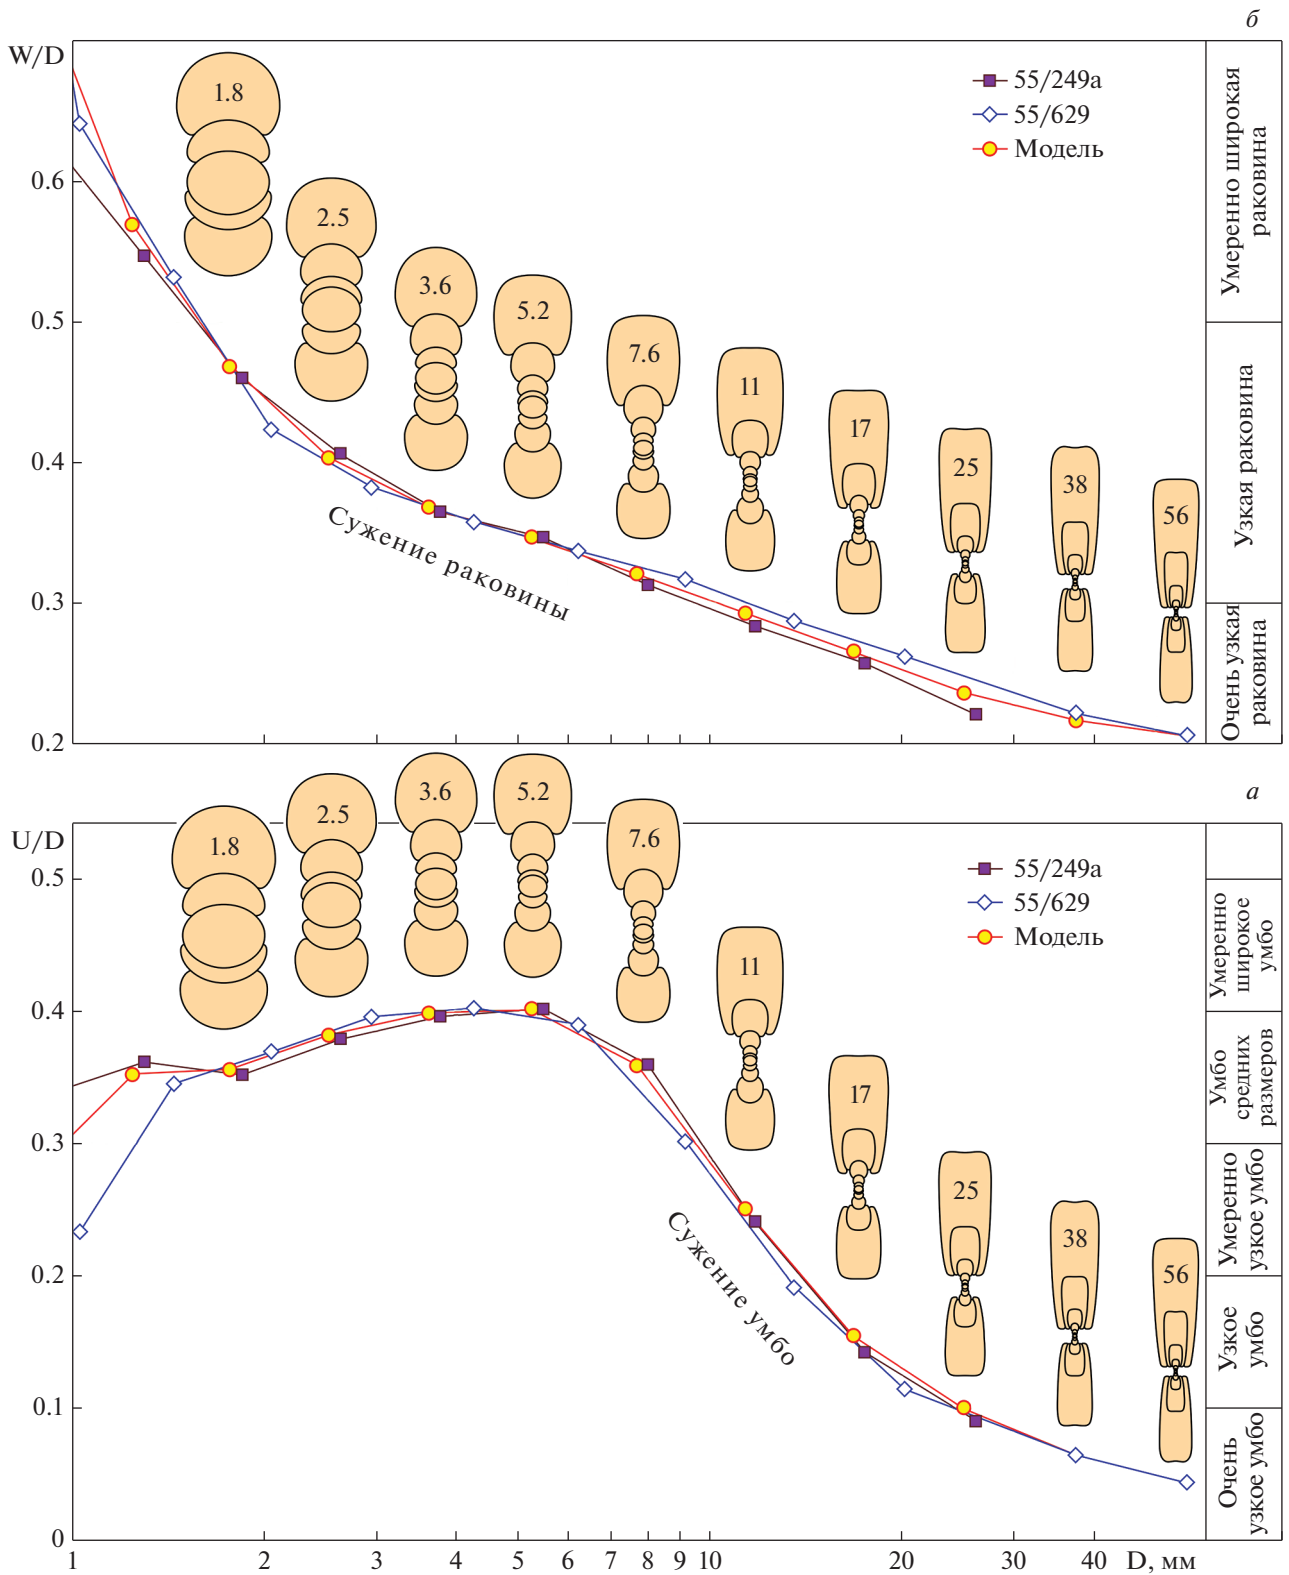 б
W/D
55/249а
55/629
Модель
1.8
2.5
3.6
5.2
7.6
11
17
25
38
56
0.6
0.5
0.4
0.3
0.2
Сужение раковины
Умеренно широкая
раковина
Узкая раковина
Очень узкая
раковина
а
U/D
55/249а
55/629
Модель
1.8
2.5
3.6
5.2
7.6
11
17
25
38
56
0.5
0.4
0.3
0.2
0.1
0
Сужение умбо
Умеренно
широкое
умбо
Умбо
средних
размеров
Умеренно
узкое умбо
Узкое
умбо
Очень
узкое умбо
1 2 3 4 5 6 7 8 9 10 20 30 40 D, мм